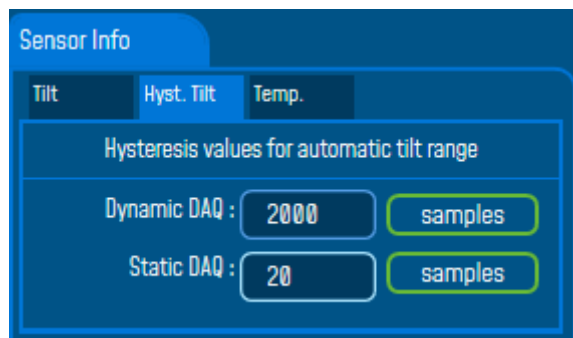 Sensor Info
Tilt Hyst. Tilt Temp.
Hysteresis values for automatic tilt range
Dynamic DAQ : 2000 samples
Static DAQ : 20 samples